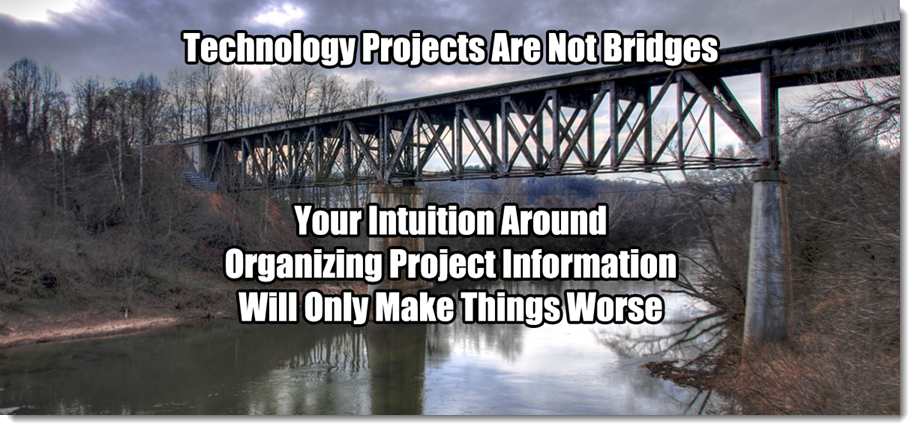 Technology Projects Are Not Bridges
Your Intuition Around
Organizing Project Information
Will Only Make Things Worse